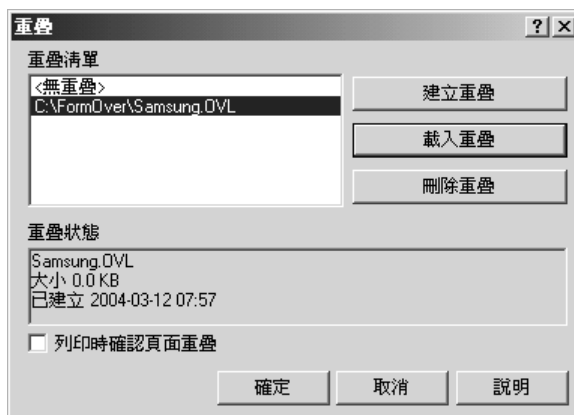 重疊
重疊清單
<無重疊>
C:\FormOver\Samsung.OVL
建立重疊
載入重疊
刪除重疊
重疊狀態
Samsung.OVL
大小 0.0 KB
已建立 2004-03-12 07:57
列印時確認頁面重疊
確定
取消
說明